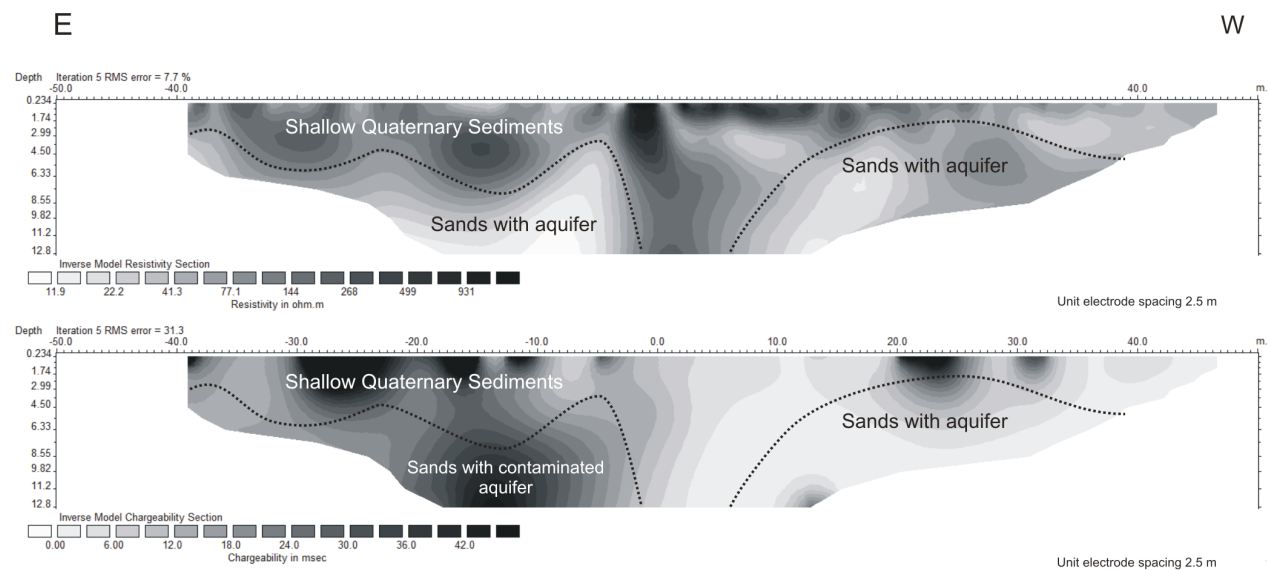 E W
Depth Iteration 5 RMS error = 7.7 %
-50.0 -40.0 40.0 m.
0.234
1.74
2.99
4.50
6.33
8.55
9.82
11.2
12.8
Shallow Quaternary Sediments
Sands with aquifer
Sands with aquifer
Inverse Model Resistivity Section
11.9 22.2 41.3 77.1 144 268 499 931
Resistivity in ohm.m
Unit electrode spacing 2.5 m
Depth Iteration 5 RMS error = 31.3
-50.0 -40.0 -30.0 -20.0 -10.0 0.0 10.0 20.0 30.0 40.0 m.
0.234
1.74
2.99
4.50
6.33
8.55
9.82
11.2
12.8
Shallow Quaternary Sediments
Sands with aquifer
Sands with contaminated
aquifer
Inverse Model Chargeability Section
0.00 6.00 12.0 18.0 24.0 30.0 36.0 42.0
Chargeability in msec
Unit electrode spacing 2.5 m